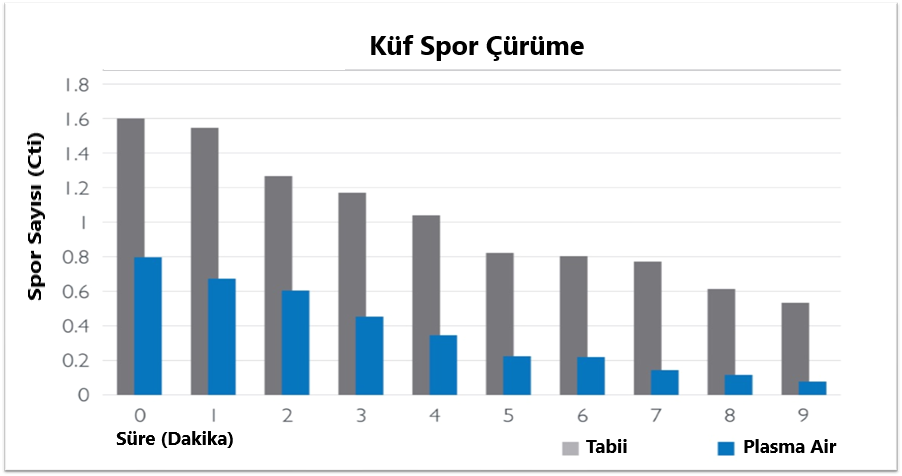 Küf Spor Çürüme
1.8
1.6
1.4
1.2
1
0.8
0.6
0.4
0.2
0
Spor Sayısı (Cti)
0 1 2 3 4 5 6 7 8 9
Süre (Dakika)
Tabii Plasma Air